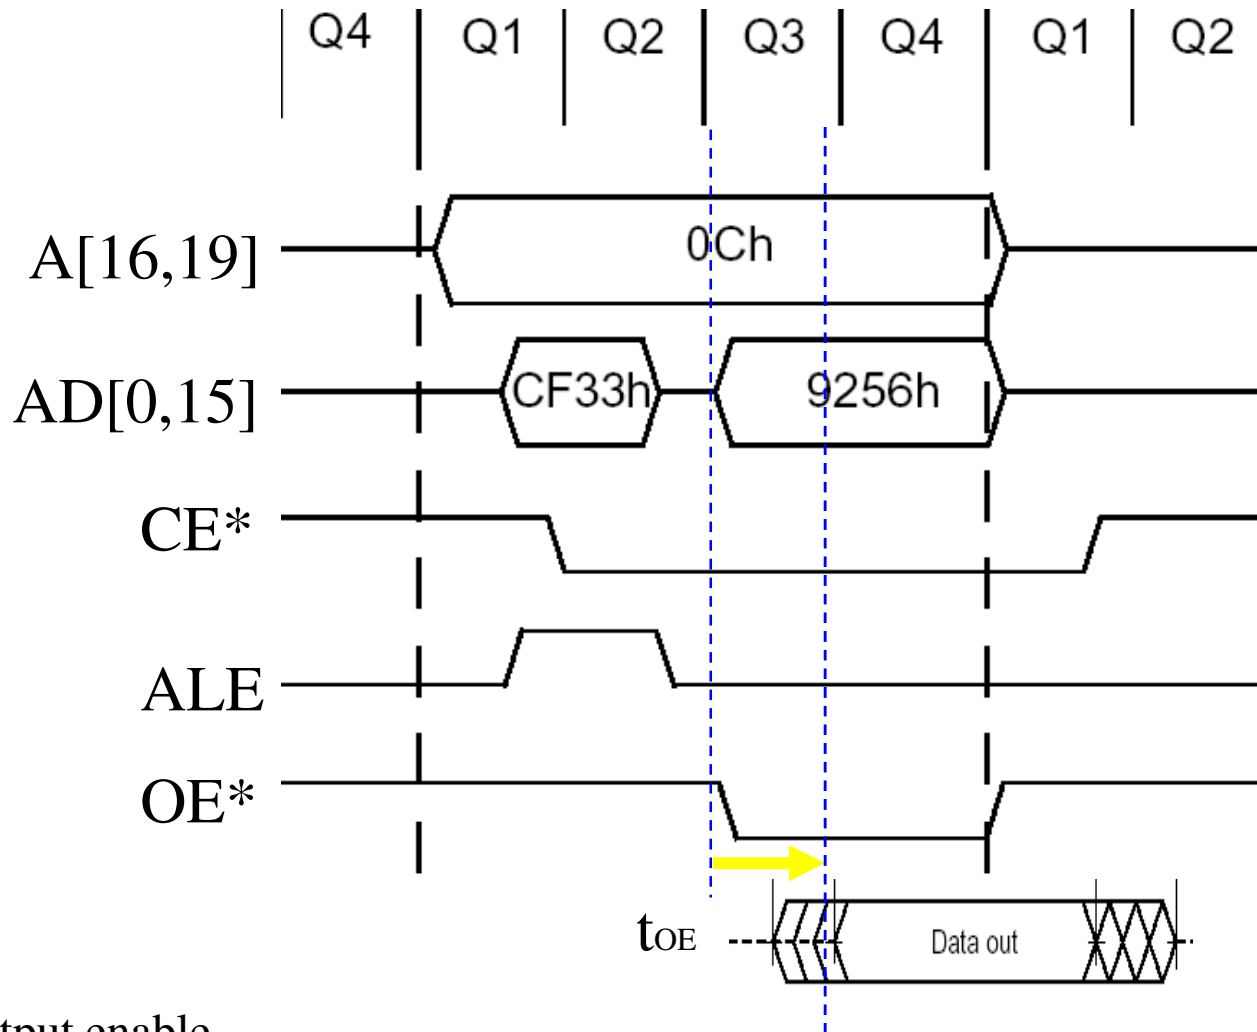 Q4 Q1 Q2 Q3 Q4 Q1 Q2
A[16,19] 0Ch
AD[0,15] CF33h 9256h
CE*
ALE
OE*
tOE Data out
enable